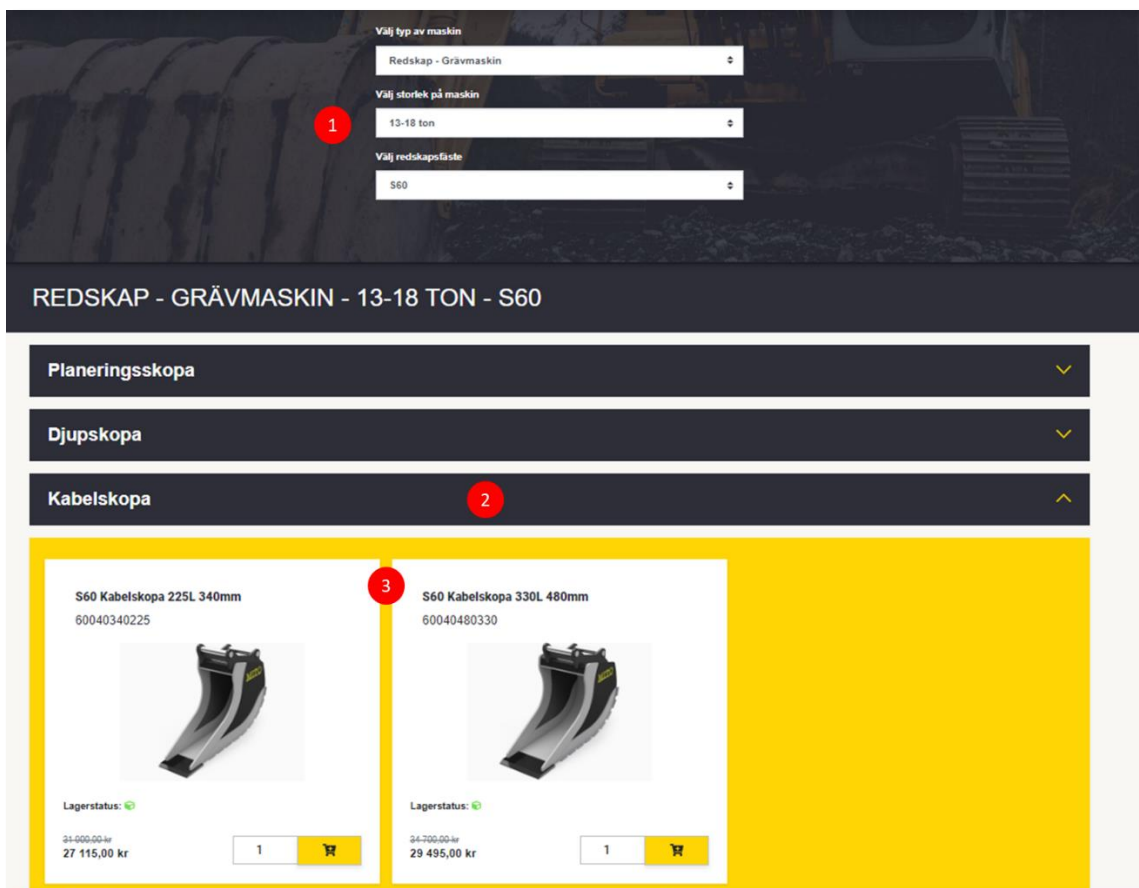 Välj typ av maskin
Redskap - Grävmaskin
Välj storlek på maskin
1
13-18 ton
Välj redskapsfäste
S60
REDSKAP - GRÄVMASKIN - 13-18 TON - S60
Planeringsskopa
Djupskopa
Kabelskopa
2
3
S60 Kabelskopa 225L 340mm
60040340225
Lagerstatus:
31 000,00 kr
27 115,00 kr
1
S60 Kabelskopa 330L 480mm
60040480330
Lagerstatus:
34 700,00 kr
29 495,00 kr
1